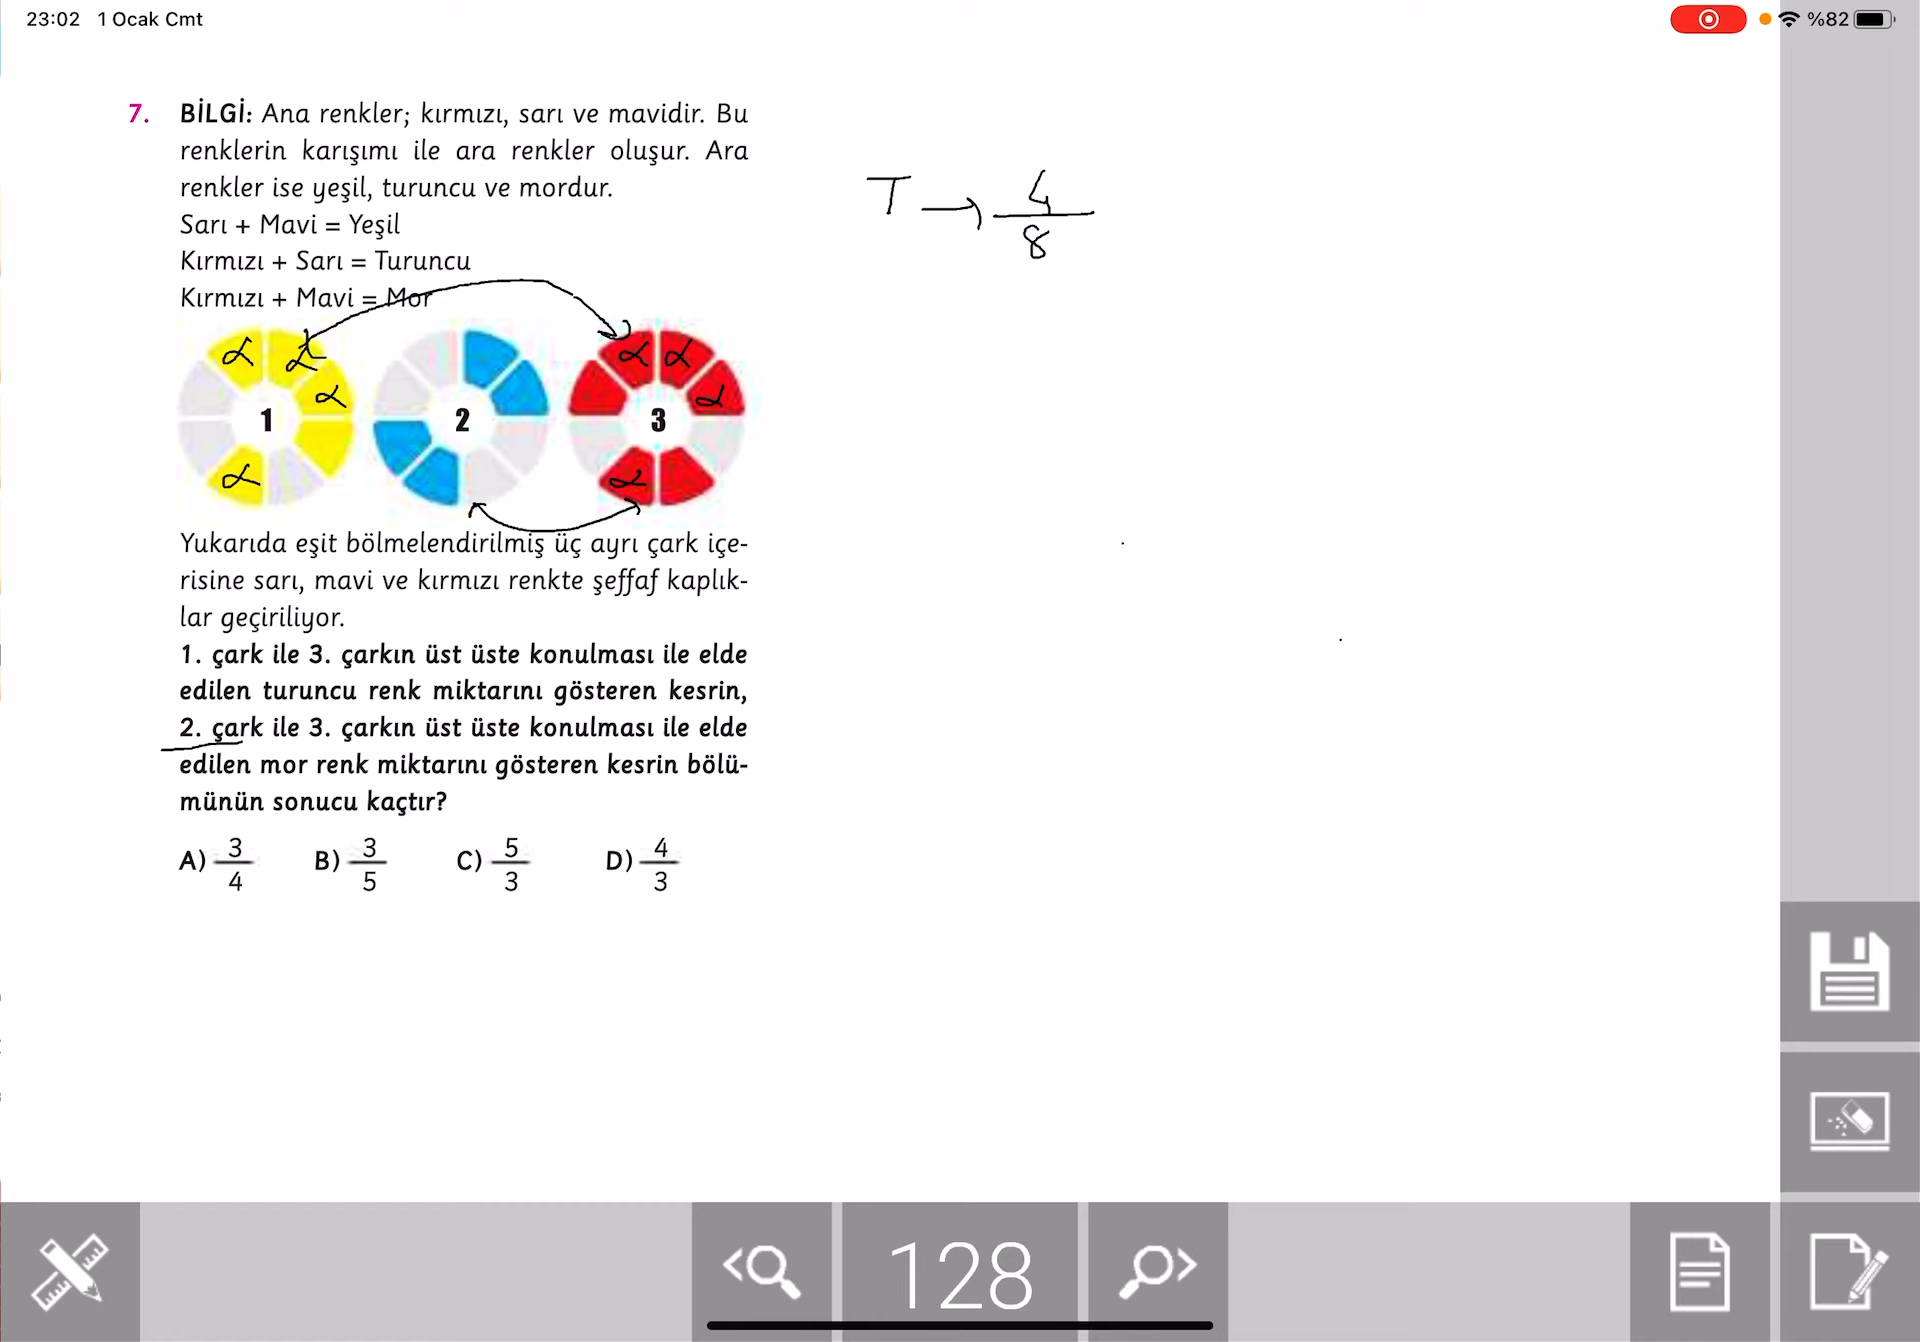 23:02 1 Ocak Cmt
%82
7. BİLGİ: Ana renkler; kırmızı, sarı ve mavidir. Bu
renklerin karışımı ile ara renkler oluşur. Ara
renkler ise yeşil, turuncu ve mordur.
Sarı + Mavi = Yeşil
Kırmızı + Sarı = Turuncu
Kırmızı + Mavi = Mor
T → 4/8
1 2 3
Yukarıda eşit bölmelendirilmiş üç ayrı çark içe-
risine sarı, mavi ve kırmızı renkte şeffaf kaplık-
lar geçiriliyor.
1. çark ile 3. çarkın üst üste konulması ile elde
edilen turuncu renk miktarını gösteren kesrin,
2. çark ile 3. çarkın üst üste konulması ile elde
edilen mor renk miktarını gösteren kesrin bölü-
münün sonucu kaçtır?
A) 3/4 B) 3/5 C) 5/3 D) 4/3
128